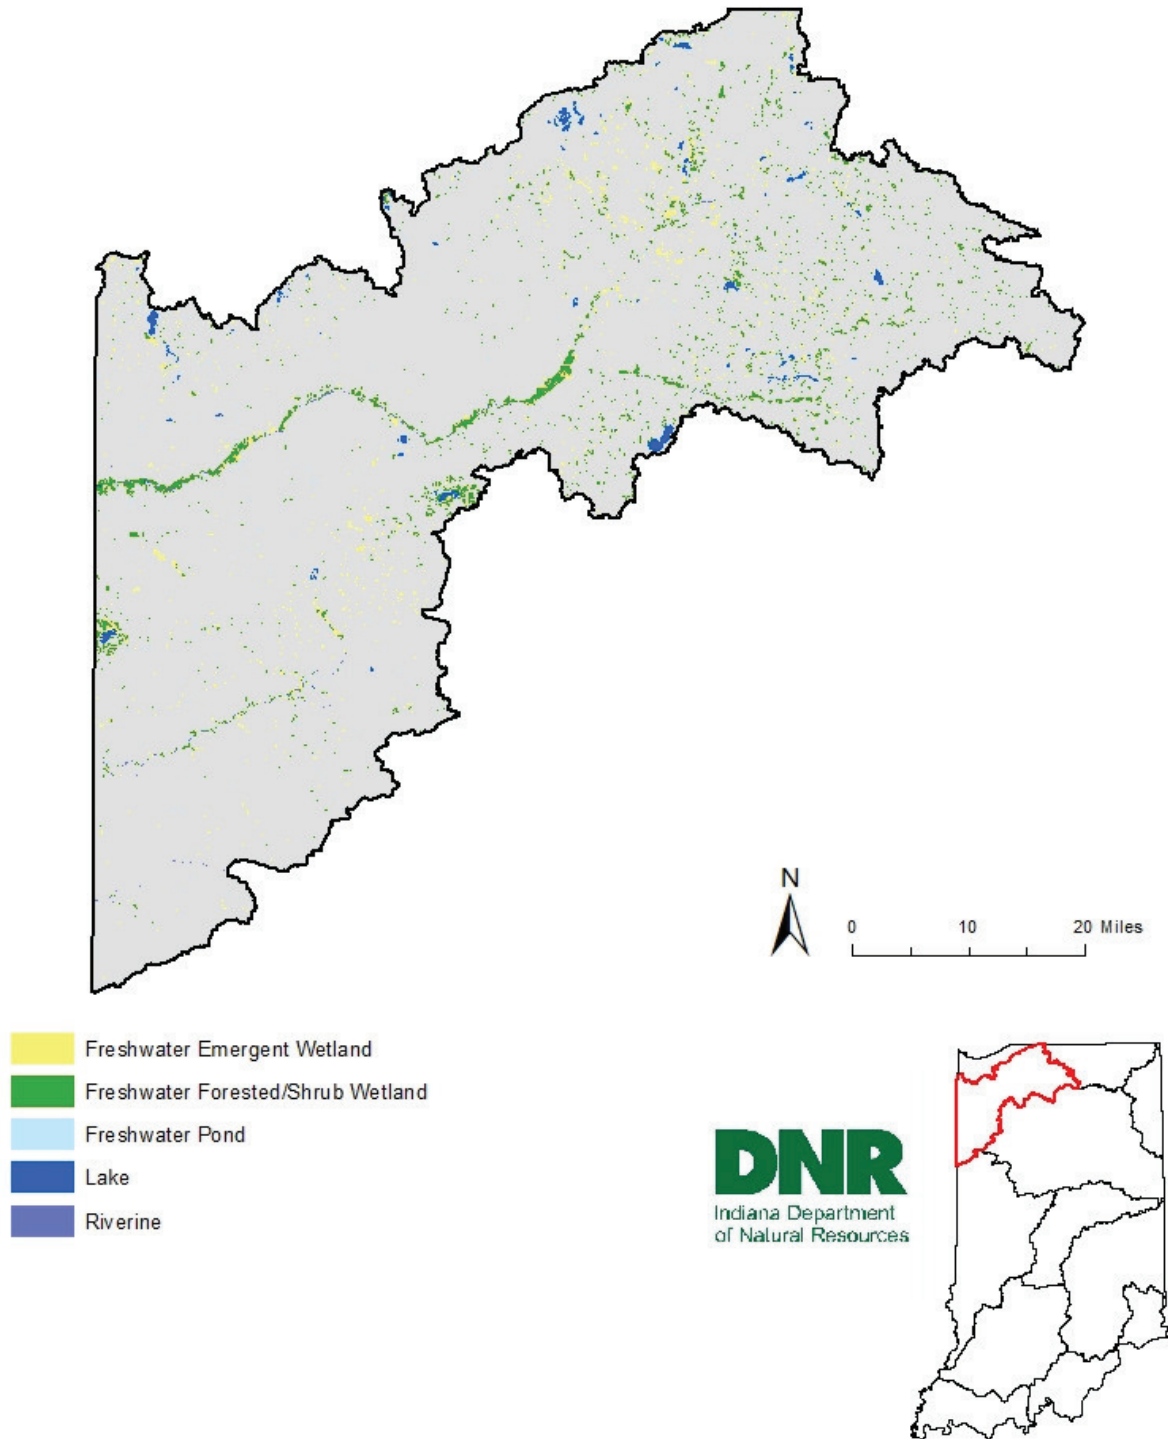 N
0 10 20 Miles
Freshwater Emergent Wetland
Freshwater Forested/Shrub Wetland
Freshwater Pond
Lake
Riverine
DNR
Indiana Department
of Natural Resources